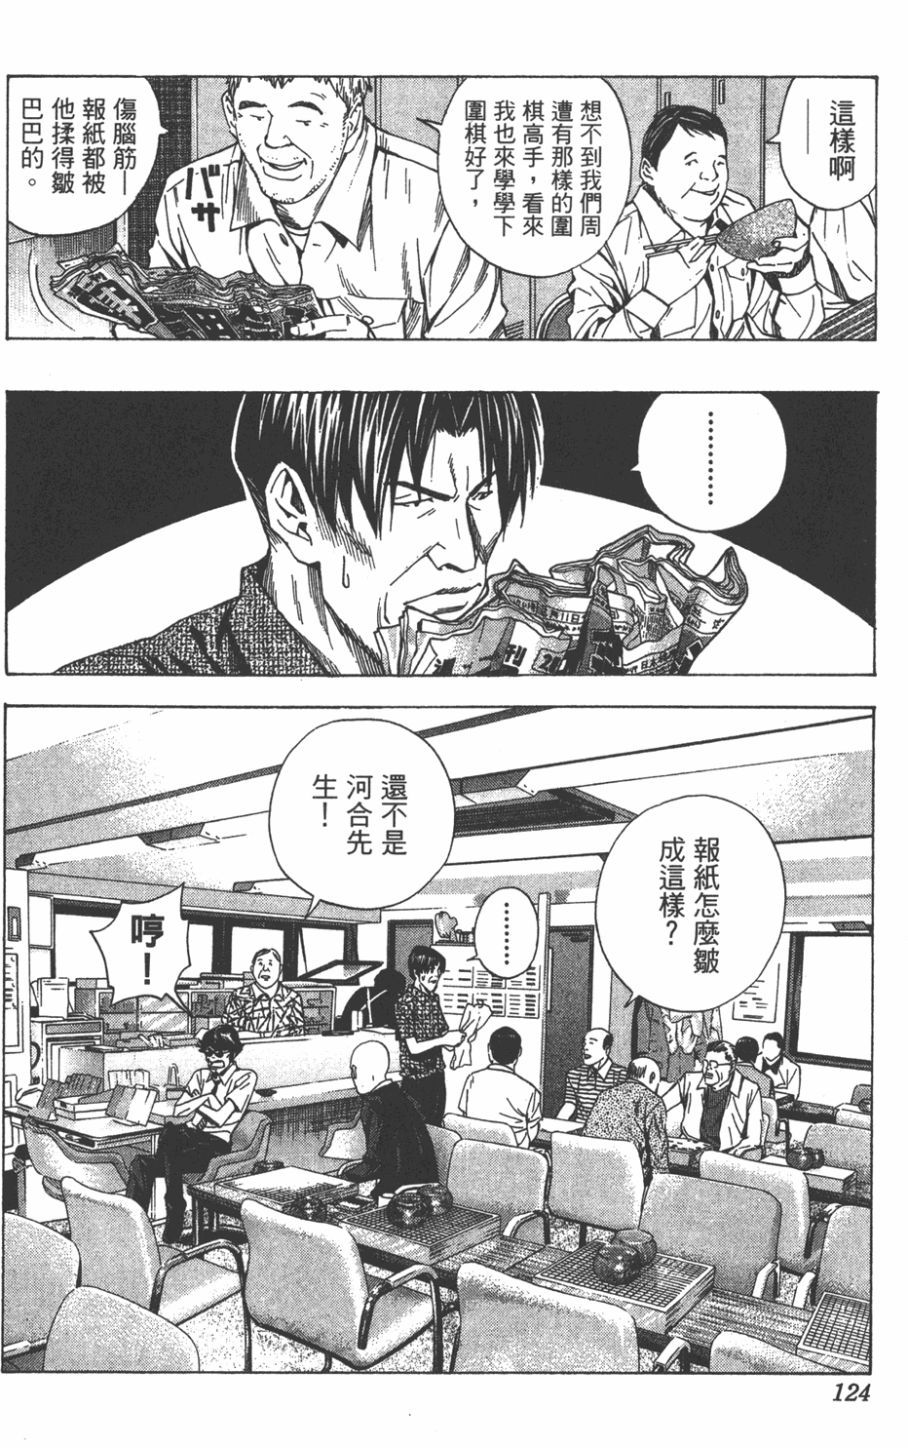 這樣啊
——
想不到我們周
遭有那樣的圍
棋高手，看來
我也來學學下
圍棋好了，
傷腦筋—
報紙都被
他揉得皺
巴巴的。
バサ
………
報紙怎麼皺
成這樣？
………
還不是
河合先
生！
哼！
124